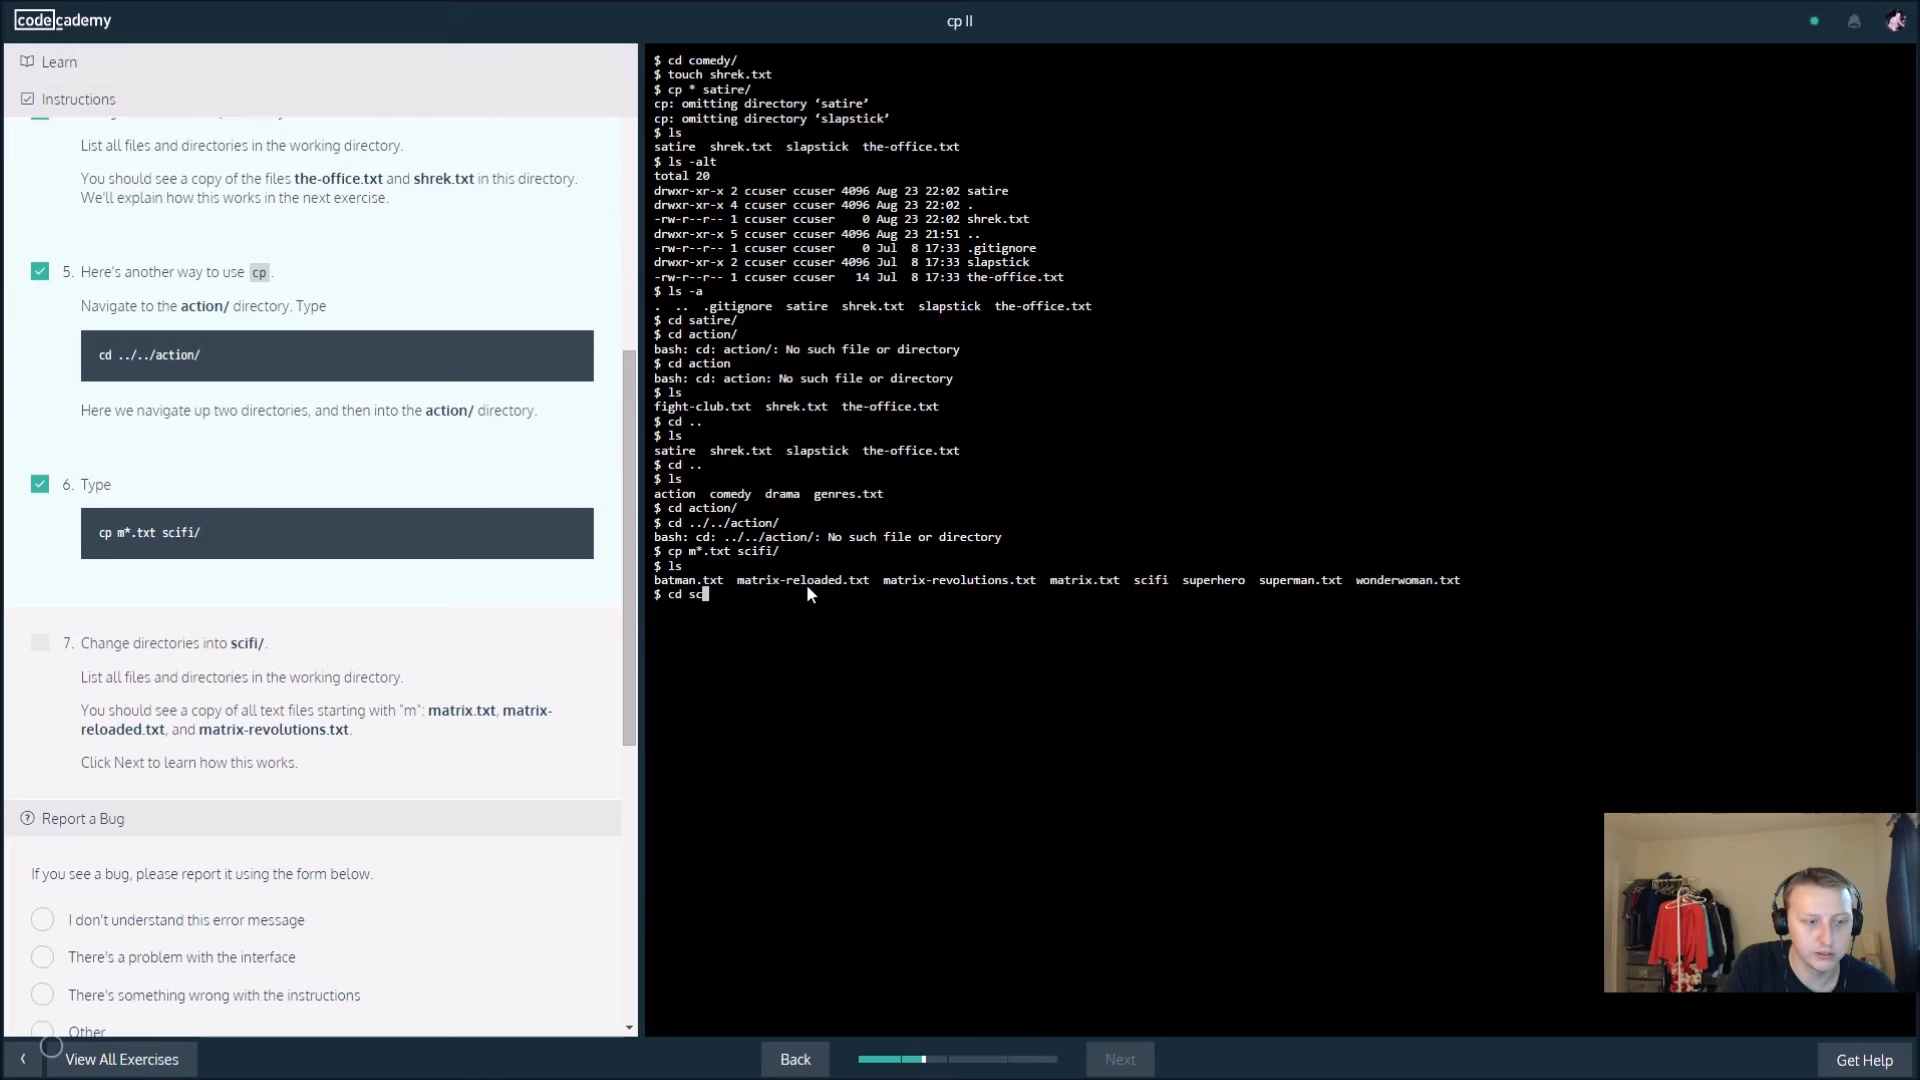 codecademy
cp II
Learn
Instructions
List all files and directories in the working directory.
You should see a copy of the files the-office.txt and shrek.txt in this directory.
We'll explain how this works in the next exercise.
5. Here's another way to use cp.
Navigate to the action/ directory. Type
cd ../../action/
Here we navigate up two directories, and then into the action/ directory.
6. Type
cp m*.txt scifi/
7. Change directories into scifi/.
List all files and directories in the working directory.
You should see a copy of all text files starting with "m": matrix.txt, matrix-
reloaded.txt, and matrix-revolutions.txt.
Click Next to learn how this works.
Report a Bug
If you see a bug, please report it using the form below.
I don't understand this error message
There's a problem with the interface
There's something wrong with the instructions
Other
$ cd comedy/
$ touch shrek.txt
$ cp * satire/
cp: omitting directory ‘satire’
cp: omitting directory ‘slapstick’
$ ls
satire  shrek.txt  slapstick  the-office.txt
$ ls -alt
total 20
drwxr-xr-x 2 ccuser ccuser 4096 Aug 23 22:02 satire
drwxr-xr-x 4 ccuser ccuser 4096 Aug 23 22:02 .
-rw-r--r-- 1 ccuser ccuser    0 Aug 23 22:02 shrek.txt
drwxr-xr-x 5 ccuser ccuser 4096 Aug 23 21:51 ..
-rw-r--r-- 1 ccuser ccuser    0 Jul  8 17:33 .gitignore
drwxr-xr-x 2 ccuser ccuser 4096 Jul  8 17:33 slapstick
-rw-r--r-- 1 ccuser ccuser   14 Jul  8 17:33 the-office.txt
$ ls -a
.  ..  .gitignore  satire  shrek.txt  slapstick  the-office.txt
$ cd satire/
$ cd action/
bash: cd: action/: No such file or directory
$ cd action
bash: cd: action: No such file or directory
$ ls
fight-club.txt  shrek.txt  the-office.txt
$ cd ..
$ ls
satire  shrek.txt  slapstick  the-office.txt
$ cd ..
$ ls
action  comedy  drama  genres.txt
$ cd action/
$ cd ../../action/
bash: cd: ../../action/: No such file or directory
$ cp m*.txt scifi/
$ ls
batman.txt  matrix-reloaded.txt  matrix-revolutions.txt  matrix.txt  scifi  superhero  superman.txt  wonderwoman.txt
$ cd sc
View All Exercises
Back
Next
Get Help